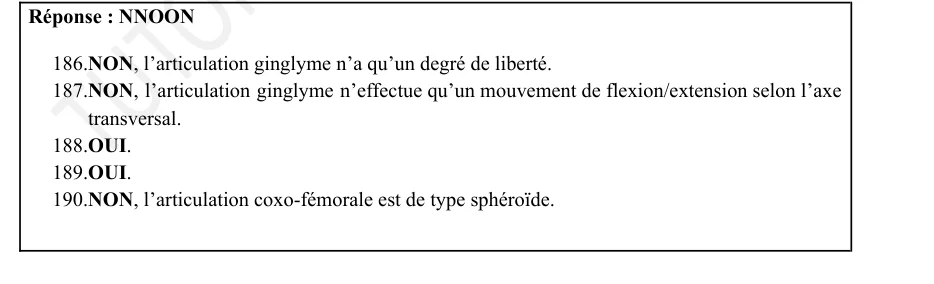 Réponse : NNOON
186.NON, l’articulation ginglyme n’a qu’un degré de liberté.
187.NON, l’articulation ginglyme n’effectue qu’un mouvement de flexion/extension selon l’axe
transversal.
188.OUI.
189.OUI.
190.NON, l’articulation coxo-fémorale est de type sphéroïde.